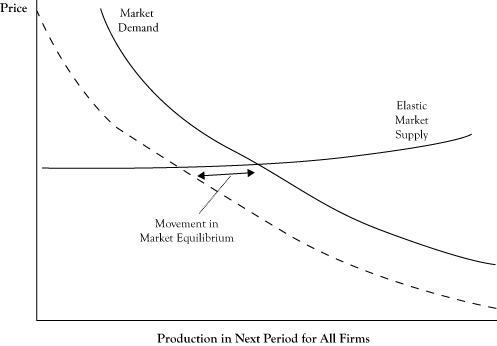 Price
Market
Demand
Elastic
Market
Supply
Movement in
Market Equilibrium
Production in Next Period for All Firms